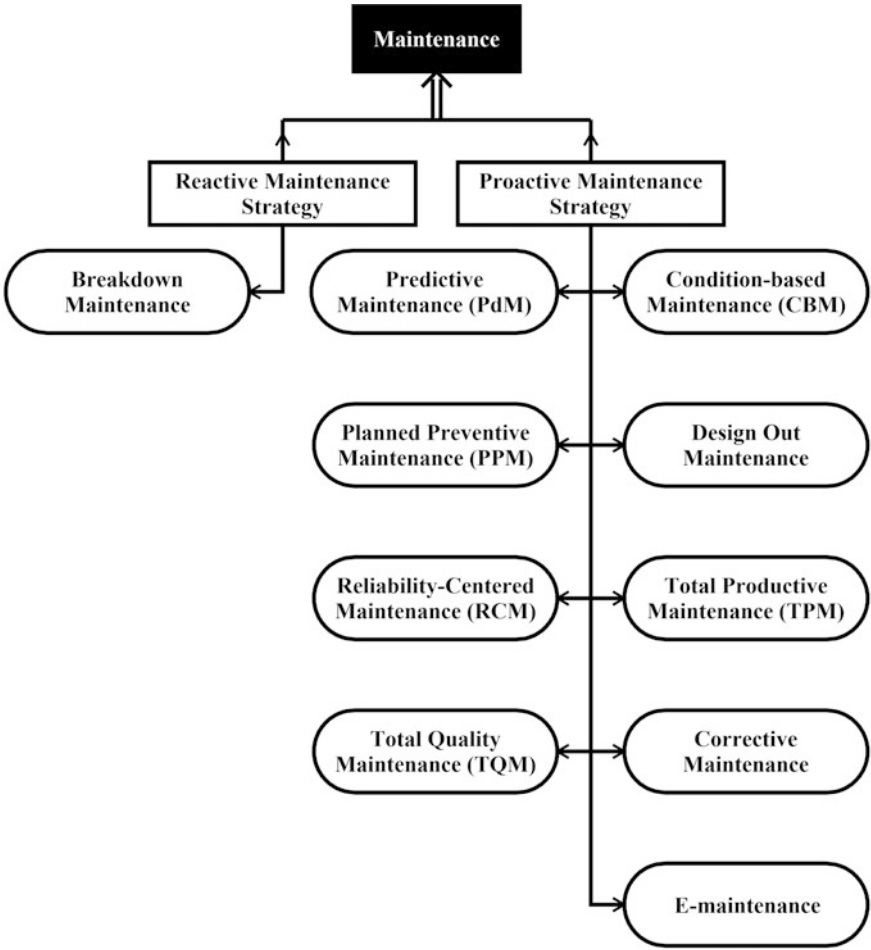 Maintenance
Reactive Maintenance
Strategy
Proactive Maintenance
Strategy
Breakdown
Maintenance
Predictive
Maintenance (PdM)
Condition-based
Maintenance (CBM)
Planned Preventive
Maintenance (PPM)
Design Out
Maintenance
Reliability-Centered
Maintenance (RCM)
Total Productive
Maintenance (TPM)
Total Quality
Maintenance (TQM)
Corrective
Maintenance
E-maintenance